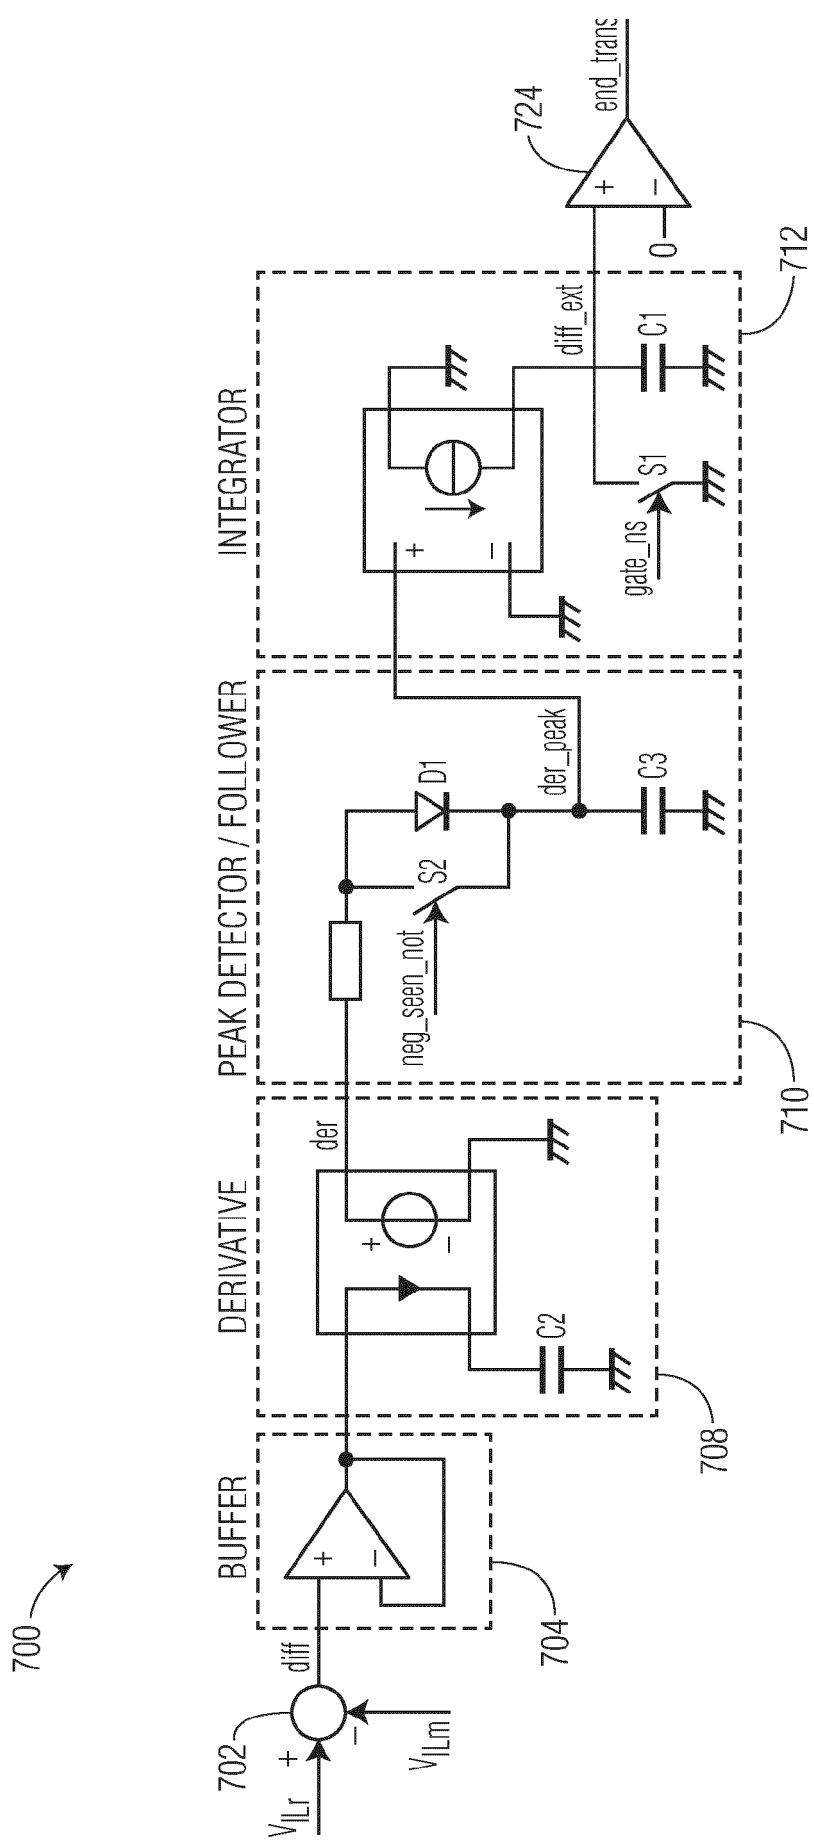 700
BUFFER
DERIVATIVE
PEAK DETECTOR / FOLLOWER
INTEGRATOR
702
V_ILr
+
−
V_ILm
diff
+
−
704
+
−
C2
der
708
neg_seen_not
S2
D1
der_peak
C3
710
+
−
gate_ns
S1
diff_ext
C1
712
0
+
−
724
end_trans